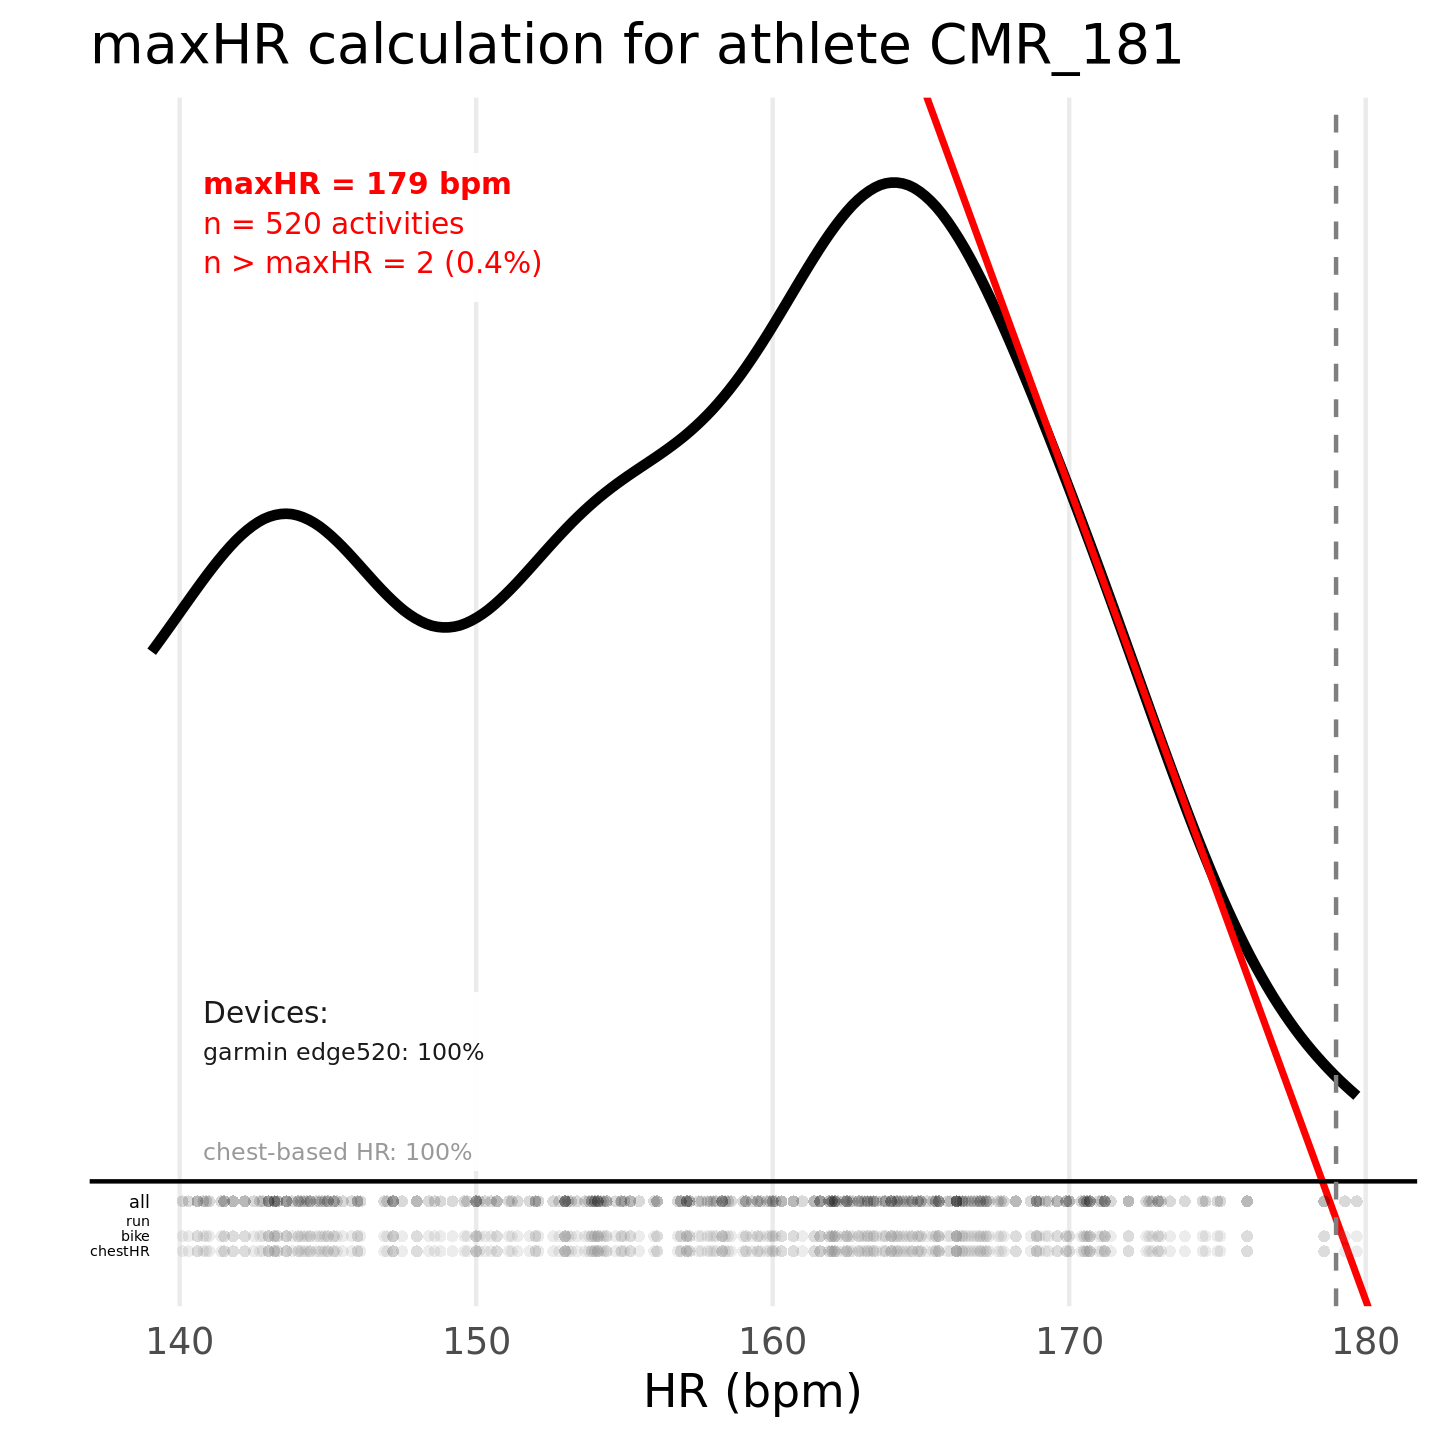 maxHR calculation for athlete CMR_181
maxHR = 179 bpm
n = 520 activities
n > maxHR = 2 (0.4%)
Devices:
garmin edge520: 100%
chest-based HR: 100%
all
run
bike
chestHR
140 150 160 170 180
HR (bpm)